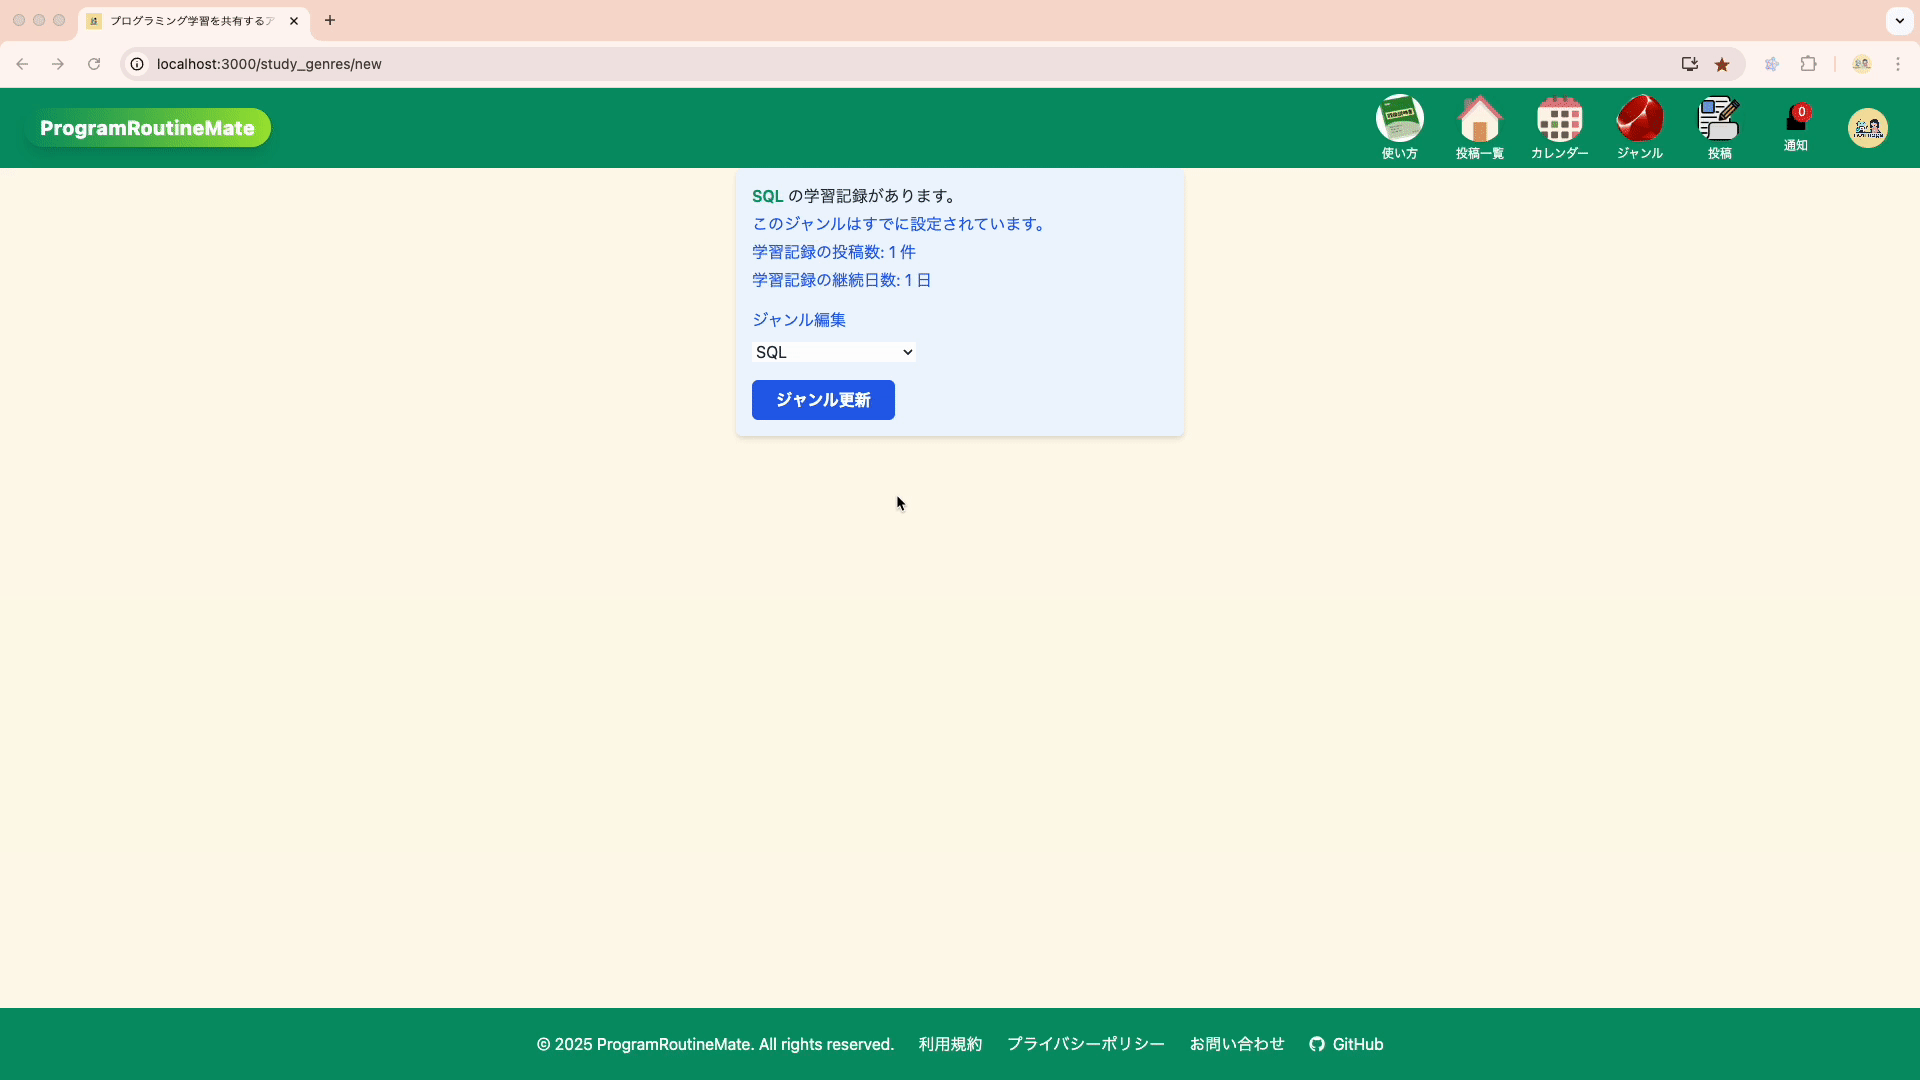 プログラミング学習を共有するア
localhost:3000/study_genres/new
ProgramRoutineMate
使い方
投稿一覧
カレンダー
ジャンル
投稿
0
通知
SQL の学習記録があります。
このジャンルはすでに設定されています。
学習記録の投稿数: 1 件
学習記録の継続日数: 1 日
ジャンル編集
SQL
ジャンル更新
© 2025 ProgramRoutineMate. All rights reserved. 利用規約 プライバシーポリシー お問い合わせ GitHub